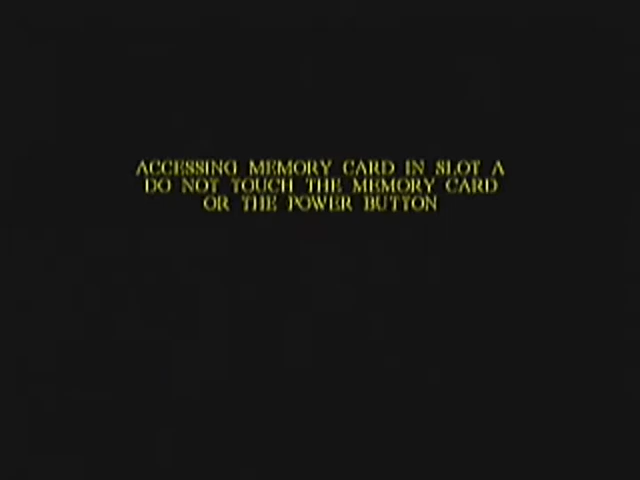 ACCESSING MEMORY CARD IN SLOT A
DO NOT TOUCH THE MEMORY CARD
OR THE POWER BUTTON